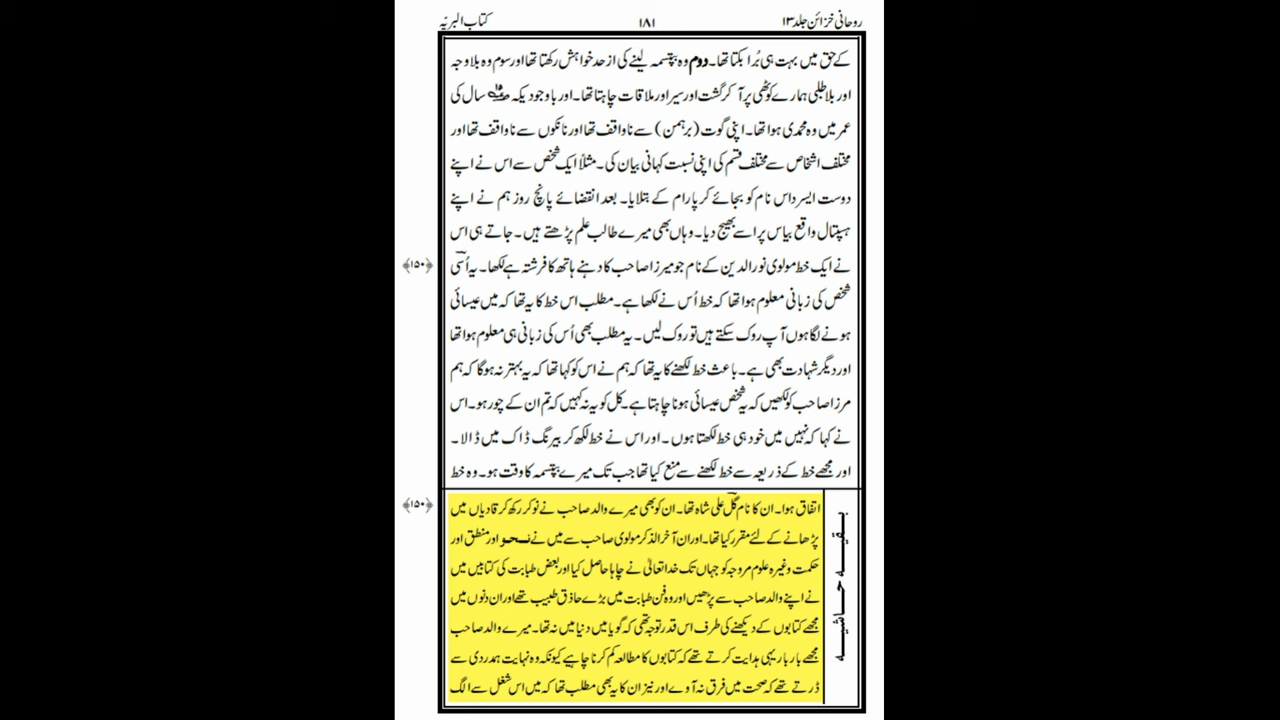 روحانی خزائن جلد ۱۳
۱۸۱
کتاب البریہ
کے حق میں بہت ہی بُرا بکتا تھا۔ دوم وہ بپتسمہ لینے کی از حد خواہش رکھتا تھا اور سوم وہ بلا وجہ
اور بلا طلبی ہمارے کوٹھی پر آ کر گشت اور سیر اور ملاقات چاہتا تھا۔ اور باوجودیکہ سال کی
عمر میں وہ محمدی ہوا تھا۔ اپنی گوت (برہمن) سے ناواقف تھا اور نانکوں سے ناواقف تھا اور
مختلف اشخاص سے مختلف قسم کی اپنی نسبت کہانی بیان کی۔ مثلاً ایک شخص سے اس نے اپنے
دوست ایسرداس نام کو بجائے کرپا رام کے بتلایا۔ بعد انقضائے پانچ روز ہم نے اپنے
ہسپتال واقع بیاس پر اسے بھیج دیا۔ وہاں بھی میرے طالب علم پڑھتے ہیں۔ جاتے ہی اس
نے ایک خط مولوی نورالدین کے نام جو میرزا صاحب کا دہنے ہاتھ کا فرشتہ ہے لکھا۔ یہ اُسی
﴿۱۵۰﴾
شخص کی زبانی معلوم ہوا تھا کہ خط اُس نے لکھا ہے۔ مطلب اس خط کا یہ تھا کہ میں عیسائی
ہونے لگا ہوں آپ روک سکتے ہیں تو روک لیں۔ یہ مطلب بھی اُس کی زبانی ہی معلوم ہوا تھا
اور دیگر شہادت بھی ہے۔ باعث خط لکھنے کا یہ تھا کہ ہم نے اس کو کہا تھا کہ یہ بہتر نہ ہوگا کہ ہم
مرزا صاحب کو لکھیں کہ یہ شخص عیسائی ہونا چاہتا ہے۔ کل کو یہ نہ کہیں کہ تم ان کے چور ہو۔ اس
نے کہا کہ نہیں میں خود ہی خط لکھتا ہوں۔ اور اس نے خط لکھ کر بیرنگ ڈاک میں ڈالا۔
اور مجھے خط کے ذریعہ سے خط لکھنے سے منع کیا تھا جب تک میرے بپتسمہ کا وقت ہو۔ وہ خط
بقیہ حاشیہ
اتفاق ہوا۔ ان کا نام گل علی شاہ تھا۔ ان کو بھی میرے والد صاحب نے نوکر رکھ کر قادیاں میں
﴿۱۵۰﴾
پڑھانے کے لئے مقرر کیا تھا۔ اور ان آخر الذکر مولوی صاحب سے میں نے نحو اور منطق اور
حکمت وغیرہ علوم مروجہ کو جہاں تک خدا تعالیٰ نے چاہا حاصل کیا اور بعض طبابت کی کتابیں میں
نے اپنے والد صاحب سے پڑھیں اور وہ فن طبابت میں بڑے حاذق طبیب تھے اور ان دنوں میں
مجھے کتابوں کے دیکھنے کی طرف اس قدر توجہ تھی کہ گویا میں دنیا میں نہ تھا۔ میرے والد صاحب
مجھے بار بار یہی ہدایت کرتے تھے کہ کتابوں کا مطالعہ کم کرنا چاہیے کیونکہ وہ نہایت ہمدردی سے
ڈرتے تھے کہ صحت میں فرق نہ آوے اور نیز ان کا یہ بھی مطلب تھا کہ میں اس شغل سے الگ